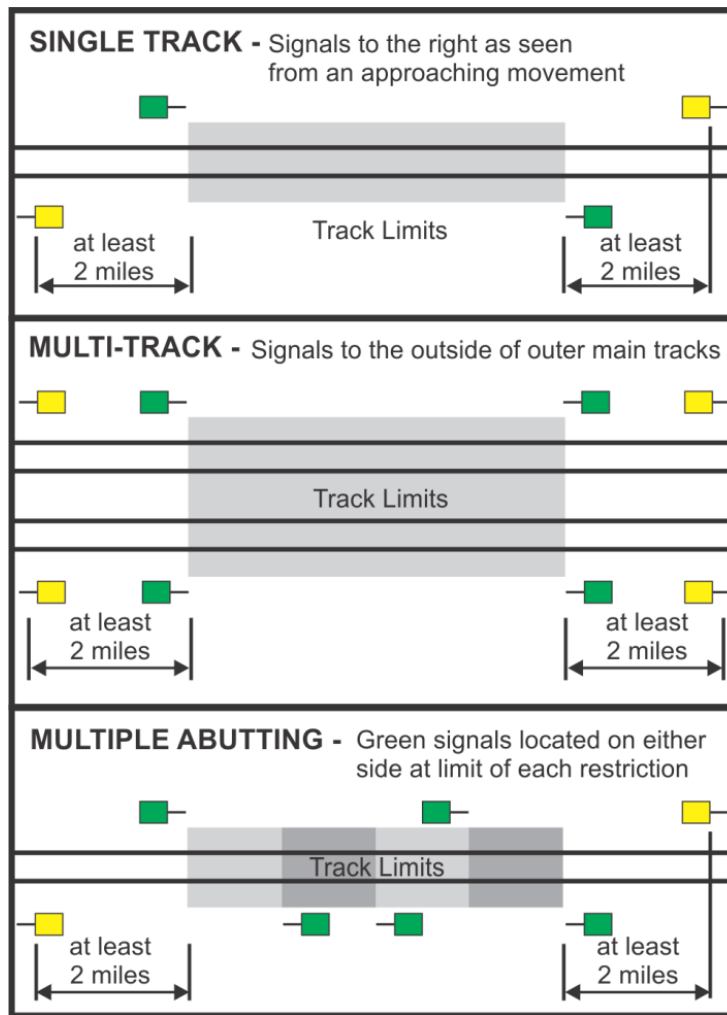 SINGLE TRACK - Signals to the right as seen
from an approaching movement
Track Limits
at least
2 miles
at least
2 miles
MULTI-TRACK - Signals to the outside of outer main tracks
Track Limits
at least
2 miles
at least
2 miles
MULTIPLE ABUTTING - Green signals located on either
side at limit of each restriction
Track Limits
at least
2 miles
at least
2 miles